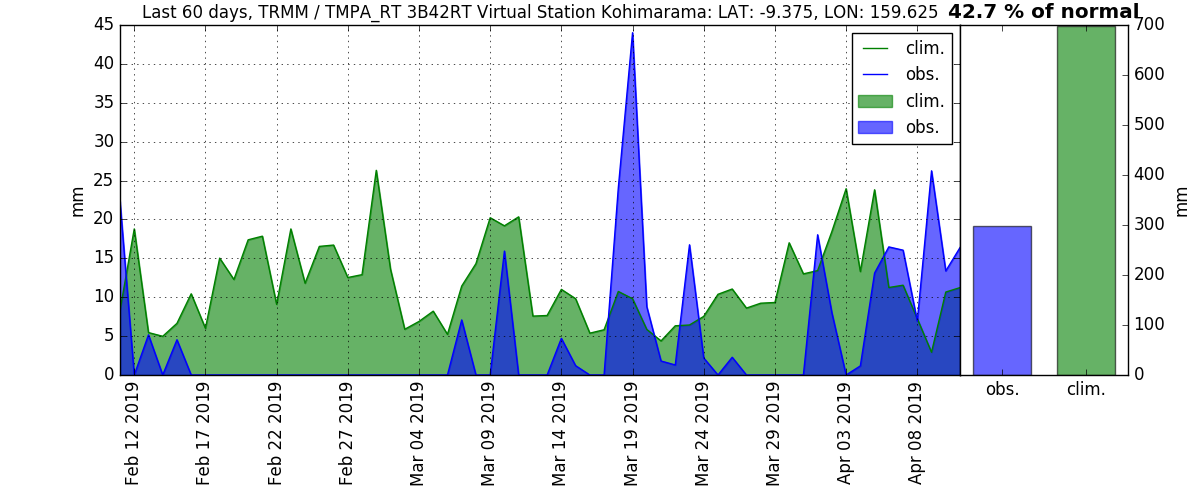 Last 60 days, TRMM / TMPA_RT 3B42RT Virtual Station Kohimarama: LAT: -9.375, LON: 159.625 42.7 % of normal
45
40
35
30
25
20
15
10
5
0
mm
clim.
obs.
clim.
obs.
700
600
500
400
300
200
100
0
mm
Feb 12 2019
Feb 17 2019
Feb 22 2019
Feb 27 2019
Mar 04 2019
Mar 09 2019
Mar 14 2019
Mar 19 2019
Mar 24 2019
Mar 29 2019
Apr 03 2019
Apr 08 2019
obs.
clim.